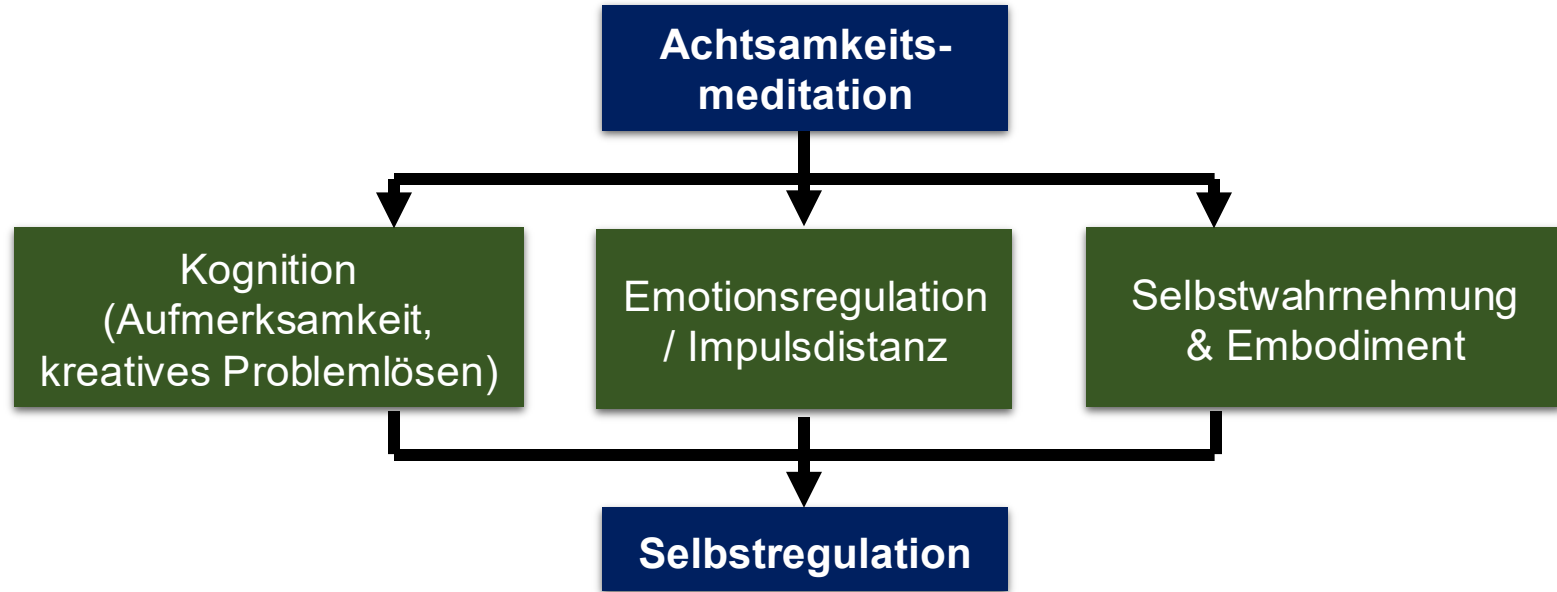 Achtsamkeits-
meditation
Kognition
(Aufmerksamkeit,
kreatives Problemlösen)
Emotionsregulation
/ Impulsdistanz
Selbstwahrnehmung
& Embodiment
Selbstregulation